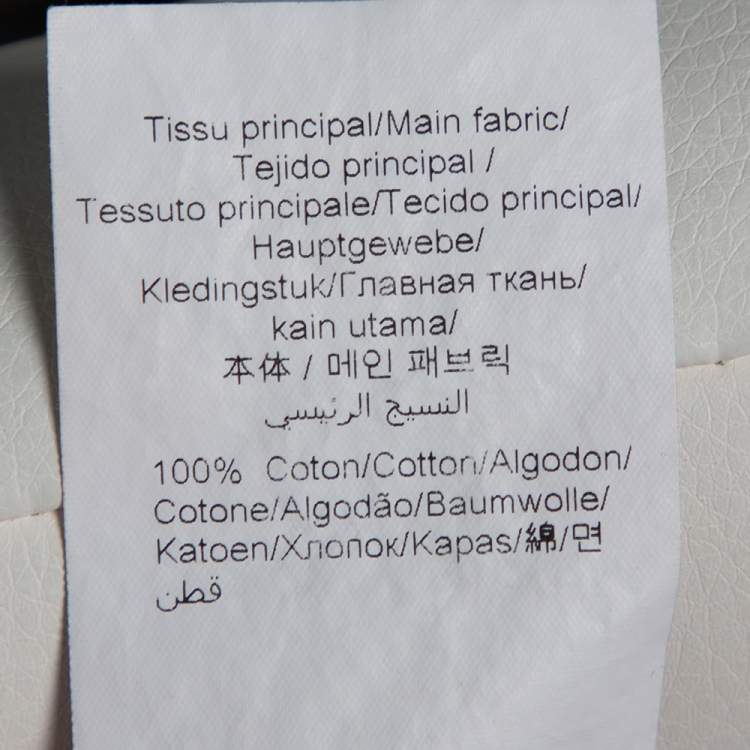 Tissu principal/Main fabric/
Tejido principal /
Tessuto principale/Tecido principal/
Hauptgewebe/
Kledingstuk/Главная ткань/
kain utama/
本体 / 메인 패브릭
النسيج الرئيسي
100% Coton/Cotton/Algodon/
Cotone/Algodão/Baumwolle/
Katoen/Хлопок/Kapas/綿/면
قطن